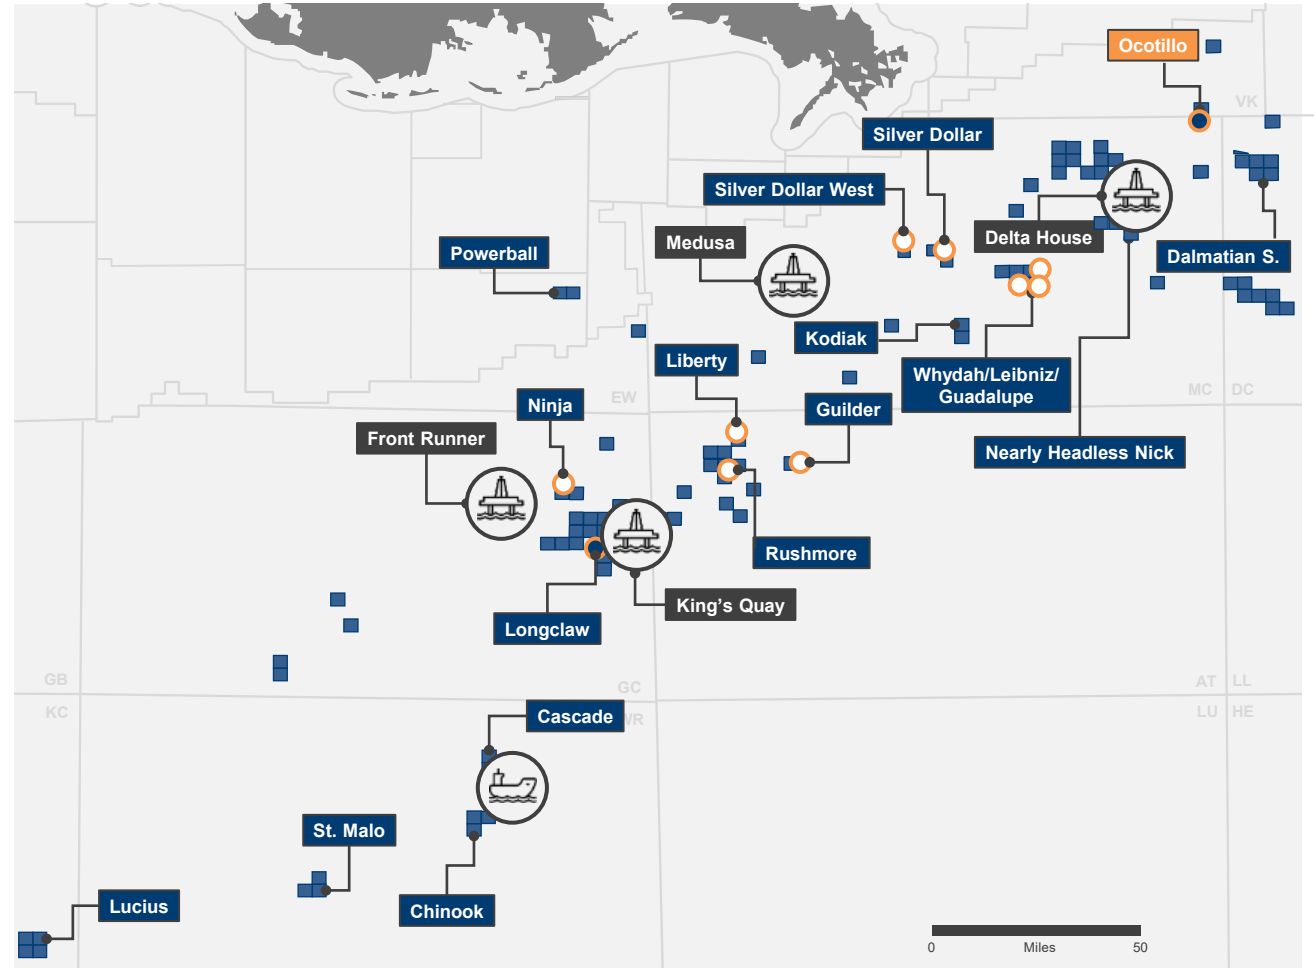 Ocotillo
VK
Silver Dollar
Silver Dollar West
Medusa
Delta House
Powerball
Dalmatian S.
Kodiak
Liberty
Whydah/Leibniz/
Guadalupe
MC
DC
EW
Ninja
Guilder
Front Runner
Nearly Headless Nick
Rushmore
King's Quay
Longclaw
GB
GC
AT
LL
KC
WR
LU
HE
Cascade
St. Malo
Chinook
Lucius
0
Miles
50